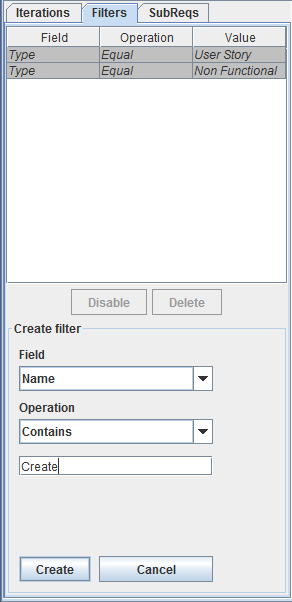 Iterations Filters SubReqs
Field Operation Value
Type Equal User Story
Type Equal Non Functional
Disable Delete
Create filter
Field
Name
Operation
Contains
Create
Create Cancel